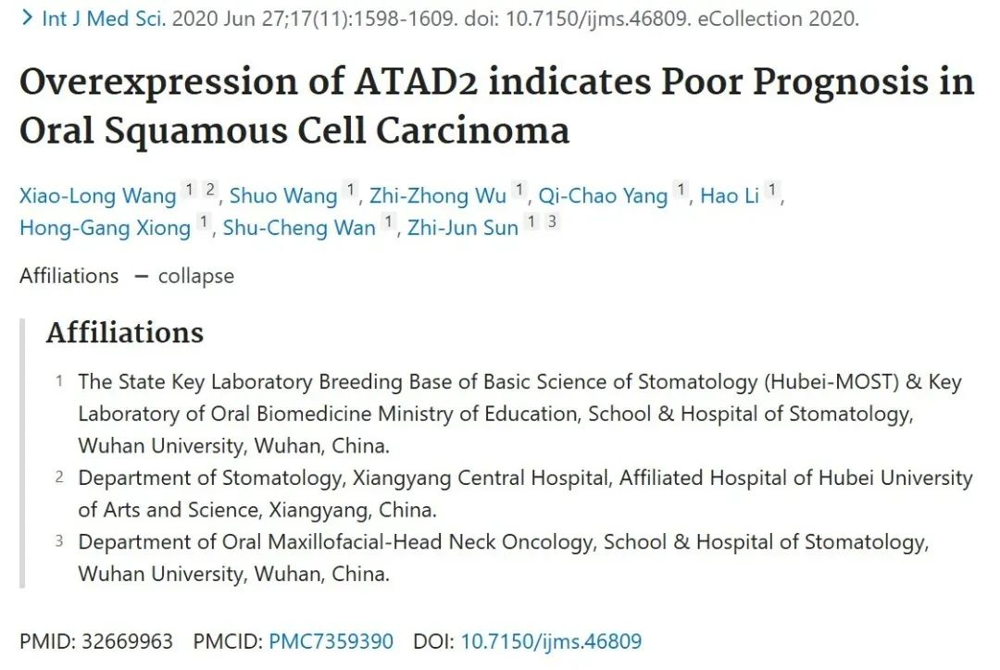 > Int J Med Sci. 2020 Jun 27;17(11):1598-1609. doi: 10.7150/ijms.46809. eCollection 2020.
Overexpression of ATAD2 indicates Poor Prognosis in
Oral Squamous Cell Carcinoma
Xiao-Long Wang 1 2, Shuo Wang 1, Zhi-Zhong Wu 1, Qi-Chao Yang 1, Hao Li 1,
Hong-Gang Xiong 1, Shu-Cheng Wan 1, Zhi-Jun Sun 1 3
Affiliations — collapse
Affiliations
1 The State Key Laboratory Breeding Base of Basic Science of Stomatology (Hubei-MOST) & Key
Laboratory of Oral Biomedicine Ministry of Education, School & Hospital of Stomatology,
Wuhan University, Wuhan, China.
2 Department of Stomatology, Xiangyang Central Hospital, Affiliated Hospital of Hubei University
of Arts and Science, Xiangyang, China.
3 Department of Oral Maxillofacial-Head Neck Oncology, School & Hospital of Stomatology,
Wuhan University, Wuhan, China.
PMID: 32669963 PMCID: PMC7359390 DOI: 10.7150/ijms.46809